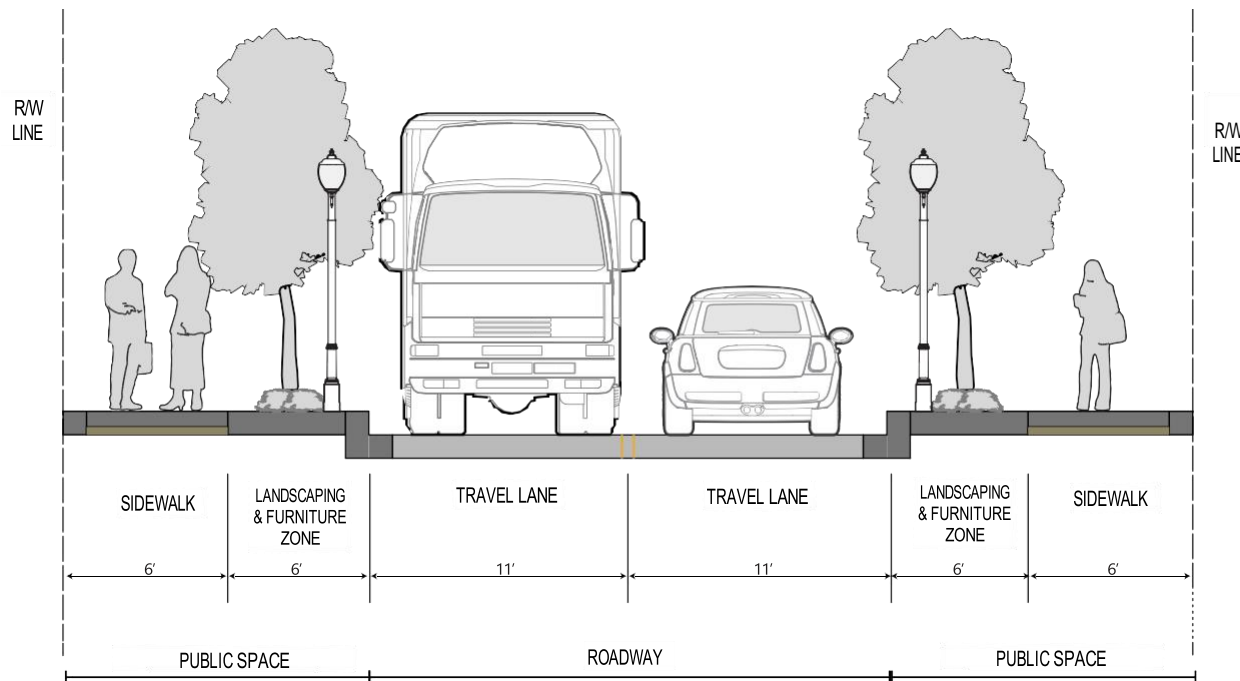 R/W
LINE
R/W
LINE
SIDEWALK
LANDSCAPING
& FURNITURE
ZONE
TRAVEL LANE
TRAVEL LANE
LANDSCAPING
& FURNITURE
ZONE
SIDEWALK
6'
6'
11'
11'
6'
6'
PUBLIC SPACE
ROADWAY
PUBLIC SPACE